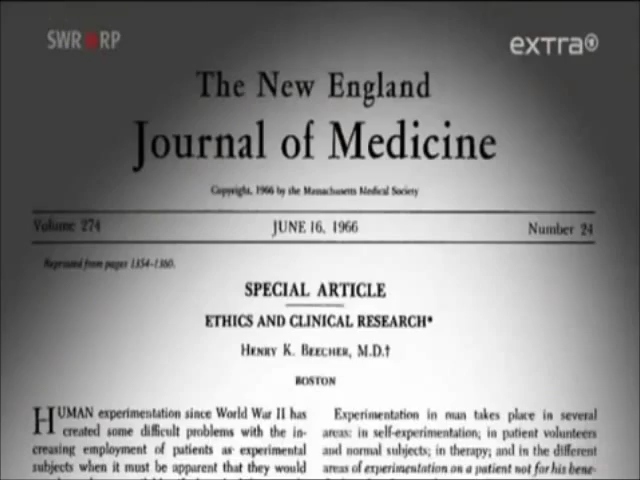 SWR RP
extra
The New England
Journal of Medicine
Copyright, 1966 by the Massachusetts Medical Society
Volume 274
JUNE 16, 1966
Number 24
Reprinted from pages 1354-1360.
SPECIAL ARTICLE
ETHICS AND CLINICAL RESEARCH*
HENRY K. BEECHER, M.D.†
BOSTON
HUMAN experimentation since World War II has
created some difficult problems with the in-
creasing employment of patients as experimental
subjects when it must be apparent that they would
Experimentation in man takes place in several
areas: in self-experimentation; in patient volunteers
and normal subjects; in therapy; and in the different
areas of experimentation on a patient not for his bene-